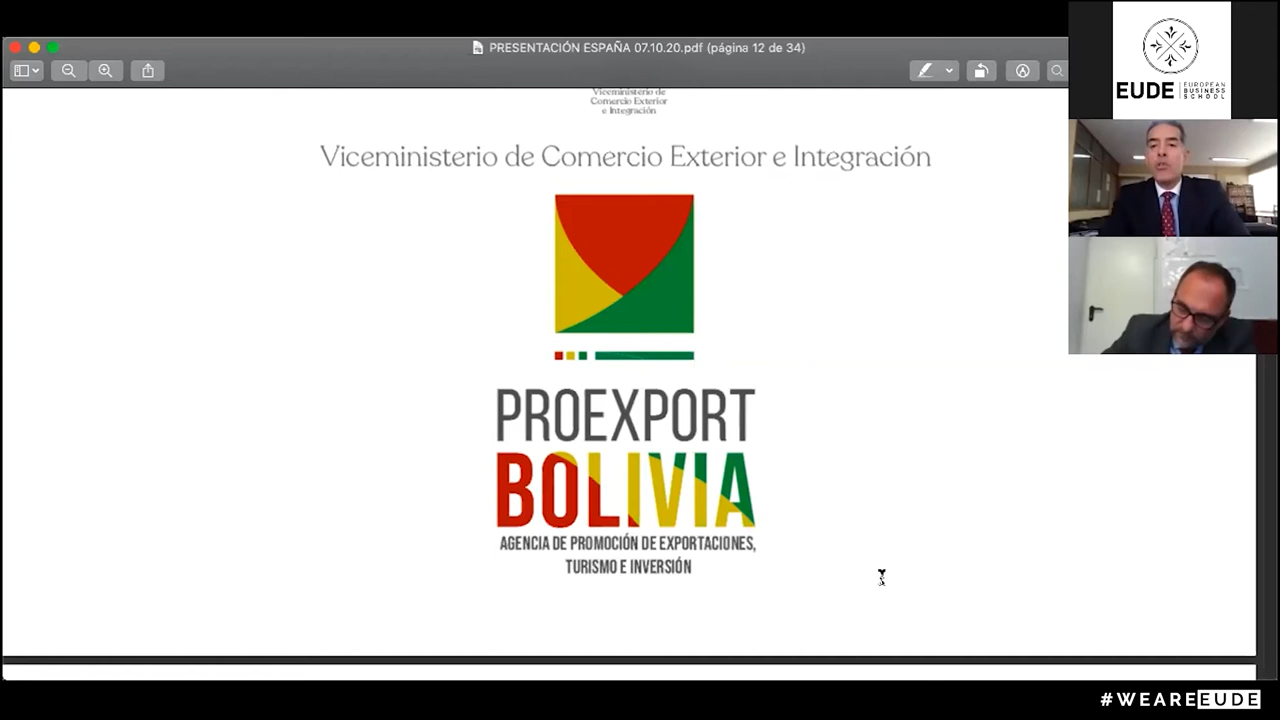 PRESENTACIÓN ESPAÑA 07.10.20.pdf (página 12 de 34)
EUDE
EUROPEAN
BUSINESS
SCHOOL
Viceministerio de
Comercio Exterior
e Integración
Viceministerio de Comercio Exterior e Integración
PROEXPORT
BOLIVIA
AGENCIA DE PROMOCIÓN DE EXPORTACIONES,
TURISMO E INVERSIÓN
#WEAREEUDE